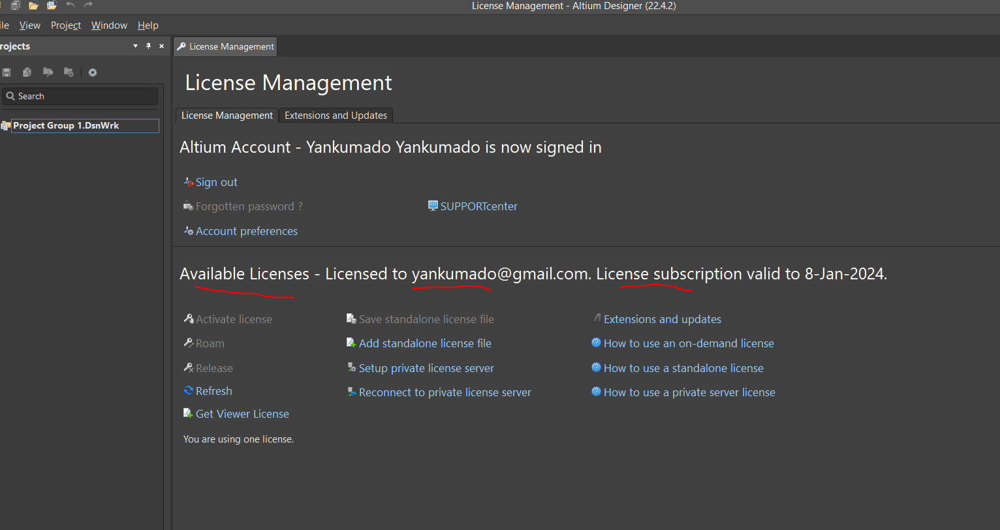 License Management - Altium Designer (22.4.2)
ile View Project Window Help
rojects
License Management
Search
Project Group 1.DsnWrk
License Management
License Management Extensions and Updates
Altium Account - Yankumado Yankumado is now signed in
Sign out
Forgotten password ? SUPPORTcenter
Account preferences
Available Licenses - Licensed to yankumado@gmail.com. License subscription valid to 8-Jan-2024.
Activate license Save standalone license file Extensions and updates
Roam Add standalone license file How to use an on-demand license
Release Setup private license server How to use a standalone license
Refresh Reconnect to private license server How to use a private server license
Get Viewer License
You are using one license.